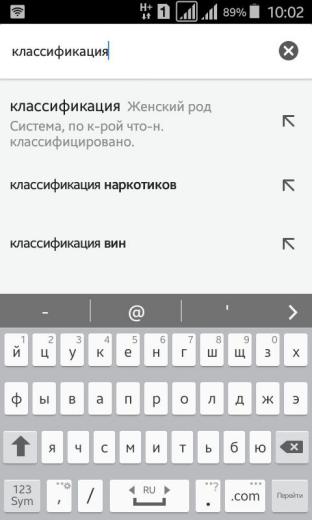 H+ 1 89% 10:02
классификация
классификация Женский род
Система, по к-рой что-н.
классифицировано.
классификация наркотиков
классификация вин
- @ '
1 2 3 4 5 6 7 8 9 0
й ц у к е н г ш щ з х
ф ы в а п р о л д ж э
я ч с м и т ь б ю
123 Sym , / RU . .com Перейти